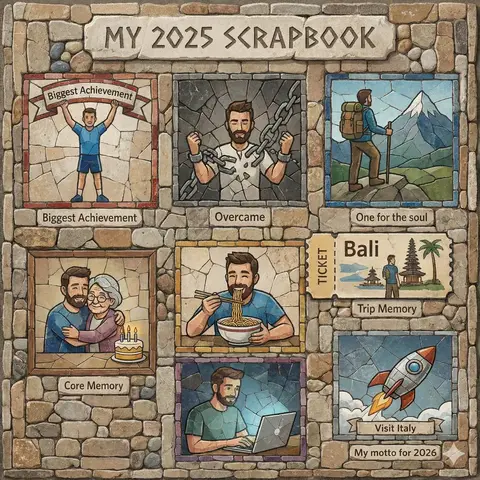 MY 2025 SCRAPBOOK
Biggest Achievement
Biggest Achievement
Overcame
One for the soul
TICKET
Bali
Trip Memory
Core Memory
Visit Italy
My motto for 2026